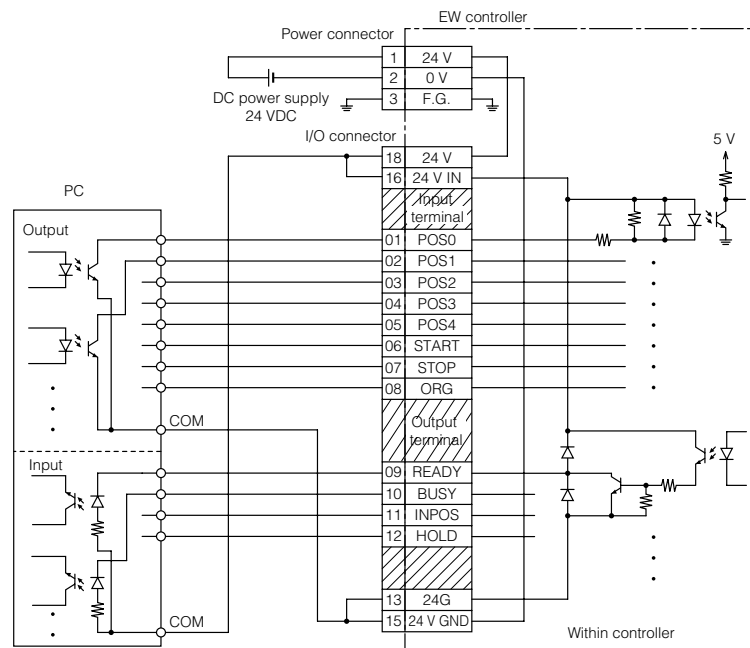 EW controller
Power connector
1 24 V
2 0 V
3 F.G.
DC power supply
24 VDC
I/O connector
18 24 V
16 24 V IN
Input
terminal
5 V
PC
Output
01 POS0
02 POS1
03 POS2
04 POS3
05 POS4
06 START
07 STOP
08 ORG
COM
Output
terminal
Input
09 READY
10 BUSY
11 INPOS
12 HOLD
13 24G
15 24 V GND
COM
Within controller